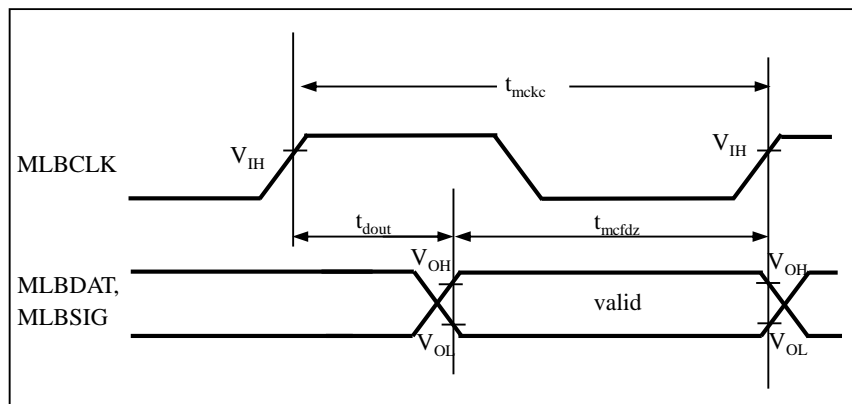 t_mckc
V_IH
V_IH
MLBCLK
t_dout
t_mcfdz
V_OH
V_OH
MLBDAT,
MLBSIG
valid
V_OL
V_OL